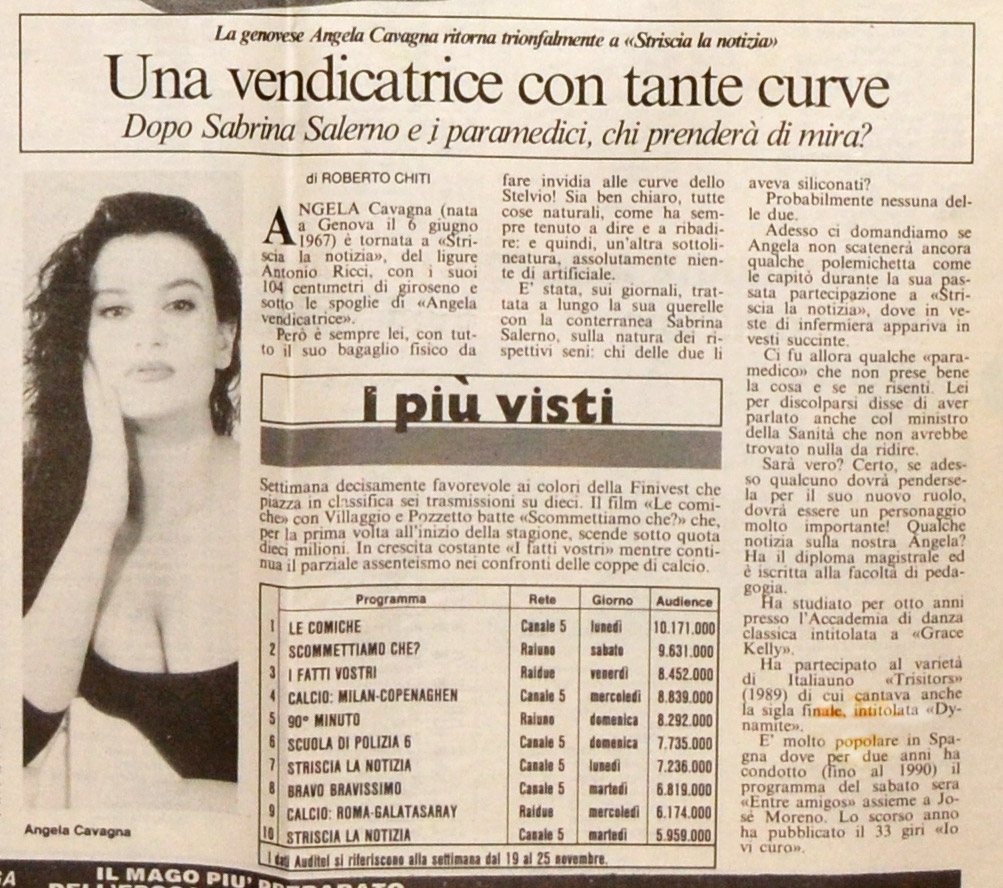 La genovese Angela Cavagna ritorna trionfalmente a «Striscia la notizia»
Una vendicatrice con tante curve
Dopo Sabrina Salerno e i paramedici, chi prenderà di mira?
di ROBERTO CHITI
ANGELA Cavagna (nata
a Genova il 6 giugno
1967) è tornata a «Stri-
scia la notizia», del ligure
Antonio Ricci, con i suoi
104 centimetri di giroseno e
sotto le spoglie di «Angela
vendicatrice».
Però è sempre lei, con tut-
to il suo bagaglio fisico da
fare invidia alle curve dello
Stelvio! Sia ben chiaro, tutte
cose naturali, come ha sem-
pre tenuto a dire e a ribadi-
re: e quindi, un'altra sottoli-
neatura, assolutamente nien-
te di artificiale.
E' stata, sui giornali, trat-
tata a lungo la sua querelle
con la conterranea Sabrina
Salerno, sulla natura dei ri-
spettivi seni: chi delle due li
aveva siliconati?
Probabilmente nessuna del-
le due.
Adesso ci domandiamo se
Angela non scatenerà ancora
qualche polemichetta come
le capitò durante la sua pas-
sata partecipazione a «Stri-
scia la notizia», dove in ve-
ste di infermiera appariva in
vesti succinte.
Ci fu allora qualche «para-
medico» che non prese bene
la cosa e se ne risentì. Lei
per discolparsi disse di aver
parlato anche col ministro
della Sanità che non avrebbe
trovato nulla da ridire.
Sarà vero? Certo, se ades-
so qualcuno dovrà pendersе-
la per il suo nuovo ruolo,
dovrà essere un personaggio
molto importante! Qualche
notizia sulla nostra Angela?
Ha il diploma magistrale ed
è iscritta alla facoltà di peda-
gogia.
Ha studiato per otto anni
presso l'Accademia di danza
classica intitolata a «Grace
Kelly».
Ha partecipato al varietà
di Italiauno «Trisitors»
(1989) di cui cantava anche
la sigla finale, intitolata «Dy-
namite».
E' molto popolare in Spa-
gna dove per due anni ha
condotto (fino al 1990) il
programma del sabato sera
«Entre amigos» assieme a Jo-
sé Moreno. Lo scorso anno
ha pubblicato il 33 giri «Io
vi curo».
Angela Cavagna
I più visti
Settimana decisamente favorevole ai colori della Finivest che
piazza in classifica sei trasmissioni su dieci. Il film «Le comi-
che» con Villaggio e Pozzetto batte «Scommettiamo che?» che,
per la prima volta all'inizio della stagione, scende sotto quota
dieci milioni. In crescita costante «I fatti vostri» mentre conti-
nua il parziale assenteismo nei confronti delle coppe di calcio.
Programma Rete Giorno Audience
1 LE COMICHE Canale 5 lunedì 10.171.000
2 SCOMMETTIAMO CHE? Raiuno sabato 9.631.000
3 I FATTI VOSTRI Raidue venerdì 8.452.000
4 CALCIO: MILAN-COPENAGHEN Canale 5 mercoledì 8.839.000
5 90° MINUTO Raiuno domenica 8.292.000
6 SCUOLA DI POLIZIA 6 Canale 5 domenica 7.735.000
7 STRISCIA LA NOTIZIA Canale 5 lunedì 7.236.000
8 BRAVO BRAVISSIMO Canale 5 martedì 6.819.000
9 CALCIO: ROMA-GALATASARAY Raidue mercoledì 6.174.000
10 STRISCIA LA NOTIZIA Canale 5 martedì 5.959.000
I dati Auditel si riferiscono alla settimana dal 19 al 25 novembre.
IL MAGO PIU' PREPARATO